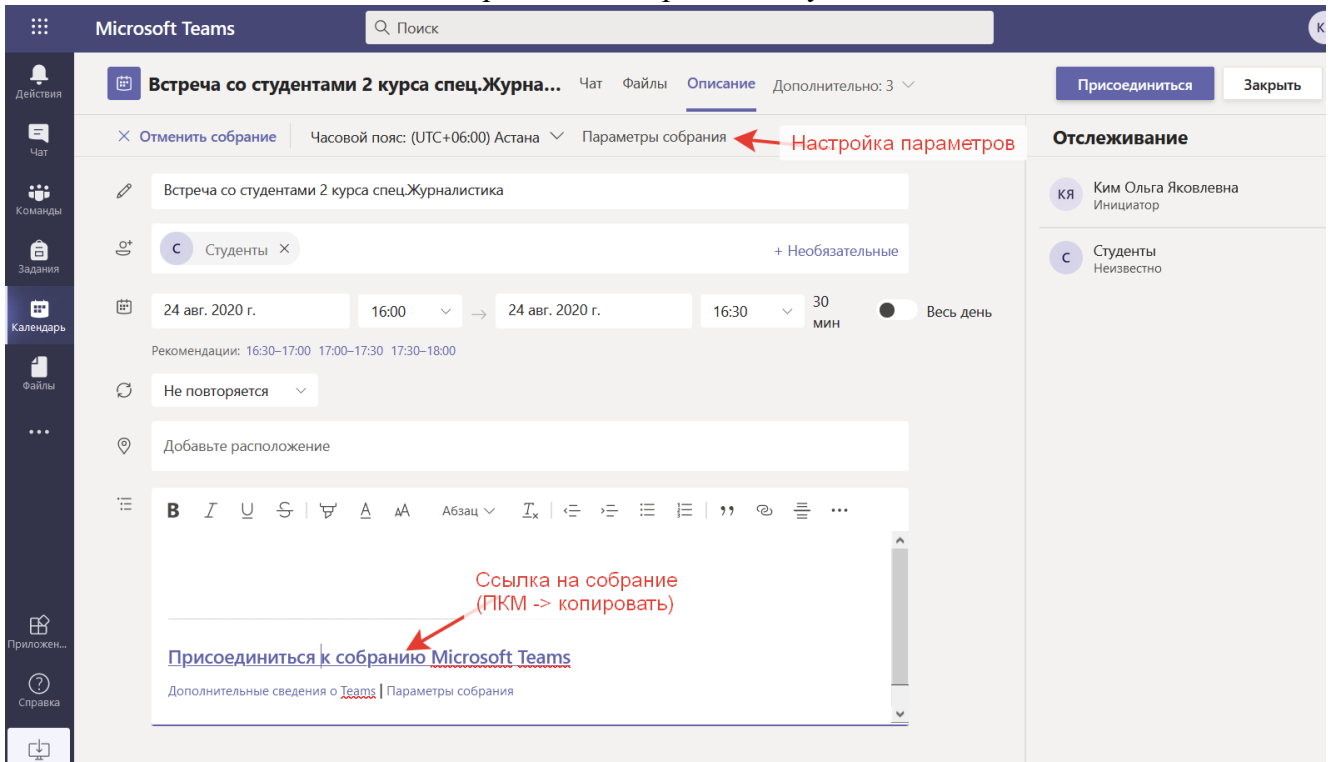 Microsoft Teams
Поиск
Действия
Чат
Команды
Задания
Календарь
Файлы
Приложен...
Справка
Встреча со студентами 2 курса спец.Журна...
Чат Файлы Описание Дополнительно: 3
Присоединиться Закрыть
Отменить собрание Часовой пояс: (UTC+06:00) Астана Параметры собрания
Настройка параметров
Встреча со студентами 2 курса спец.Журналистика
С Студенты + Необязательные
24 авг. 2020 г. 16:00 → 24 авг. 2020 г. 16:30 30 мин Весь день
Рекомендации: 16:30–17:00 17:00–17:30 17:30–18:00
Не повторяется
Добавьте расположение
Абзац
Ссылка на собрание
(ПКМ -> копировать)
Присоединиться к собранию Microsoft Teams
Дополнительные сведения о Teams | Параметры собрания
Отслеживание
КЯ Ким Ольга Яковлевна
Инициатор
С Студенты
Неизвестно